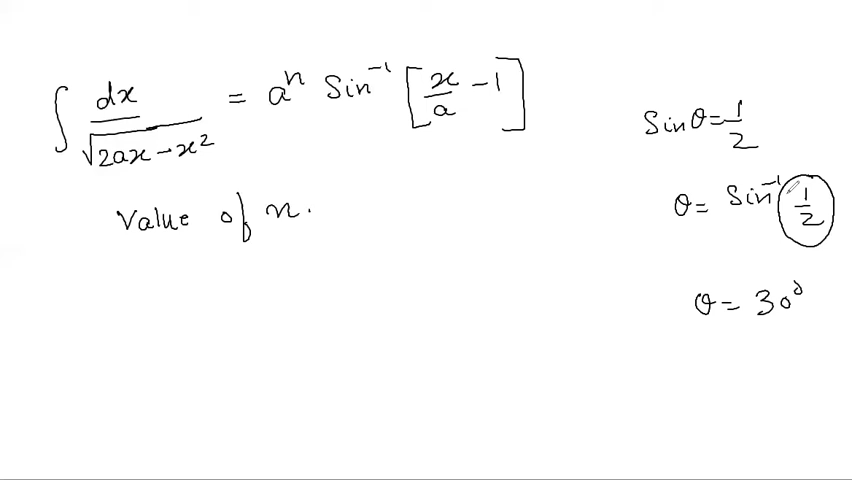 ∫ dx/√(2ax - x²) = aⁿ Sin⁻¹ [x/a - 1]
Value of n.
Sinθ = 1/2
θ = Sin⁻¹ 1/2
θ = 30°